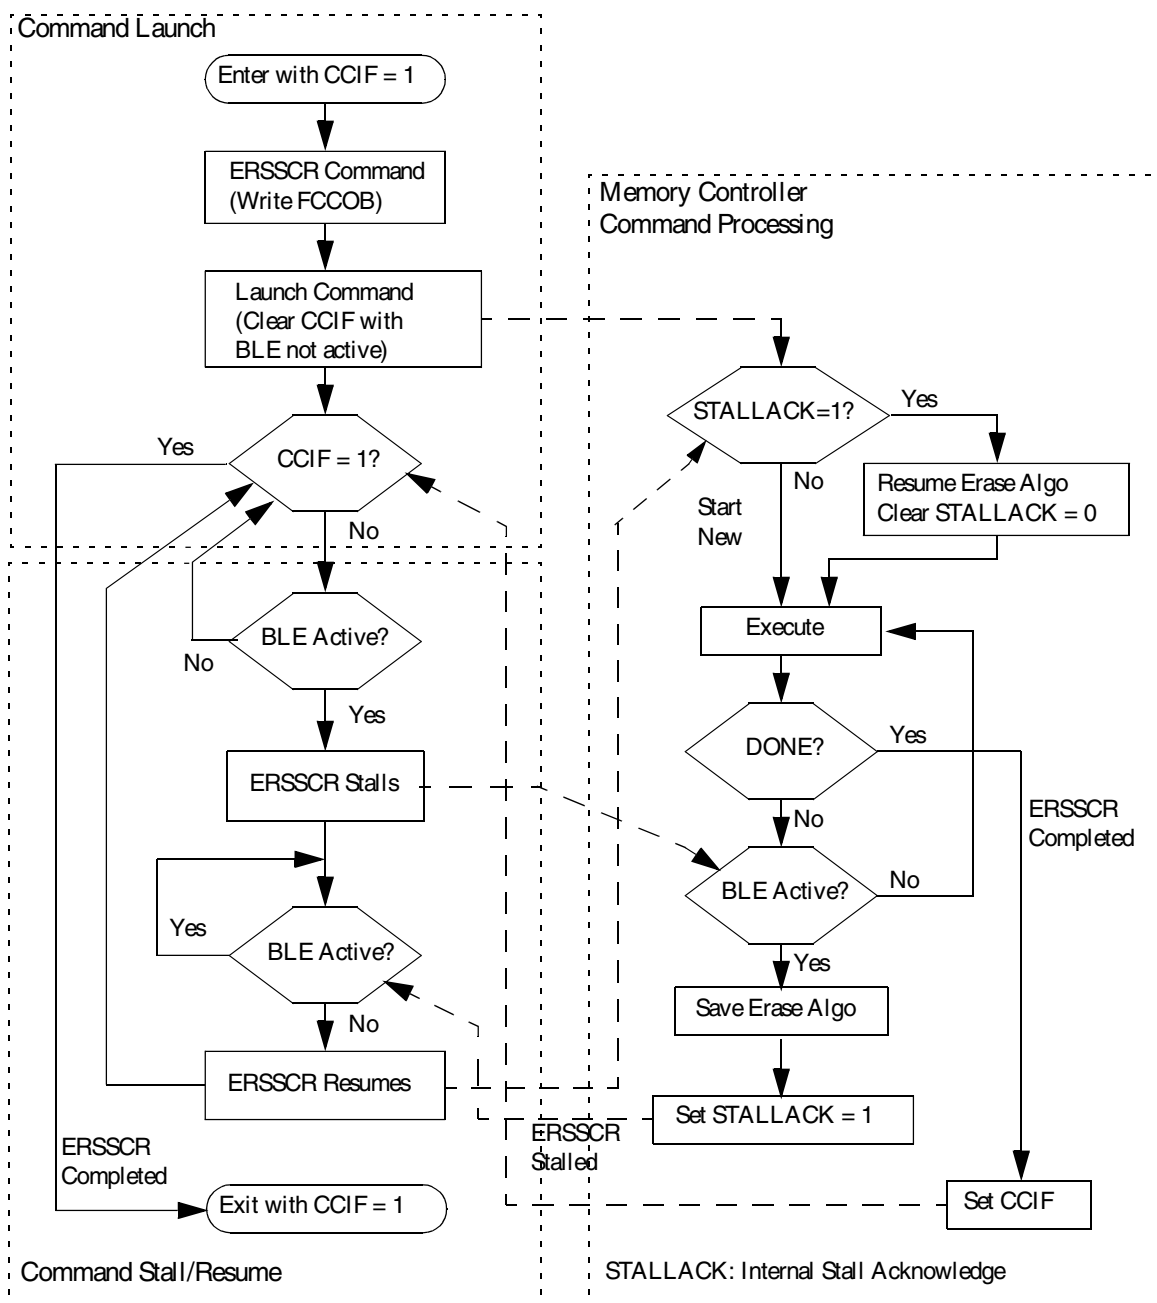 Command Launch
Enter with CCIF = 1
ERSSCR Command
(Write FCCOB)
Launch Command
(Clear CCIF with
BLE not active)
CCIF = 1?
Yes
No
BLE Active?
No
Yes
ERSSCR Stalls
BLE Active?
Yes
No
ERSSCR Resumes
ERSSCR
Completed
Exit with CCIF = 1
Command Stall/Resume
Memory Controller
Command Processing
STALLACK=1?
Yes
No
Start
New
Resume Erase Algo
Clear STALLACK = 0
Execute
DONE?
Yes
No
ERSSCR
Completed
BLE Active?
No
Yes
Save Erase Algo
Set STALLACK = 1
ERSSCR
Stalled
Set CCIF
STALLACK: Internal Stall Acknowledge